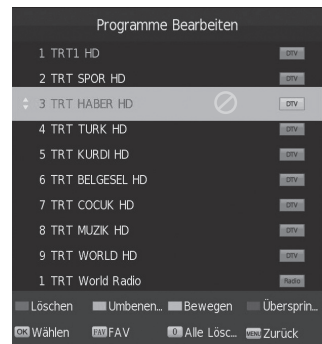 Programme Bearbeiten
1 TRT1 HD DTV
2 TRT SPOR HD DTV
3 TRT HABER HD DTV
4 TRT TURK HD DTV
5 TRT KURDI HD DTV
6 TRT BELGESEL HD DTV
7 TRT COCUK HD DTV
8 TRT MUZIK HD DTV
9 TRT WORLD HD DTV
1 TRT World Radio Radio
Löschen Umbenen... Bewegen Übersprin...
OK Wählen FAV FAV 0 Alle Lösc... MENU Zurück